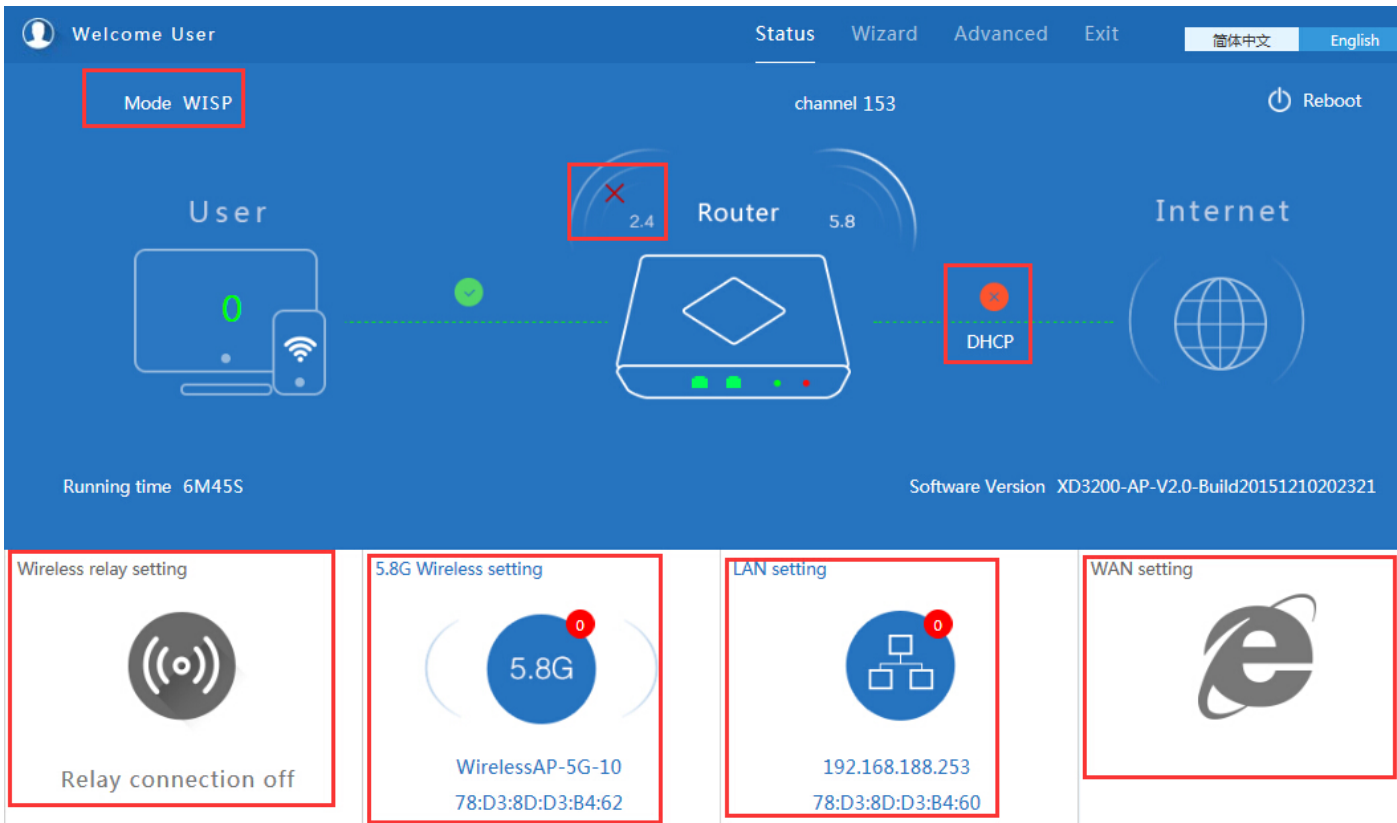 Welcome User
Status Wizard Advanced Exit 简体中文 English
Mode WISP
channel 153
Reboot
User
2.4
Router
5.8
Internet
0
DHCP
Running time 6M45S
Software Version XD3200-AP-V2.0-Build20151210202321
Wireless relay setting
Relay connection off
5.8G Wireless setting
0
5.8G
WirelessAP-5G-10
78:D3:8D:D3:B4:62
LAN setting
0
192.168.188.253
78:D3:8D:D3:B4:60
WAN setting